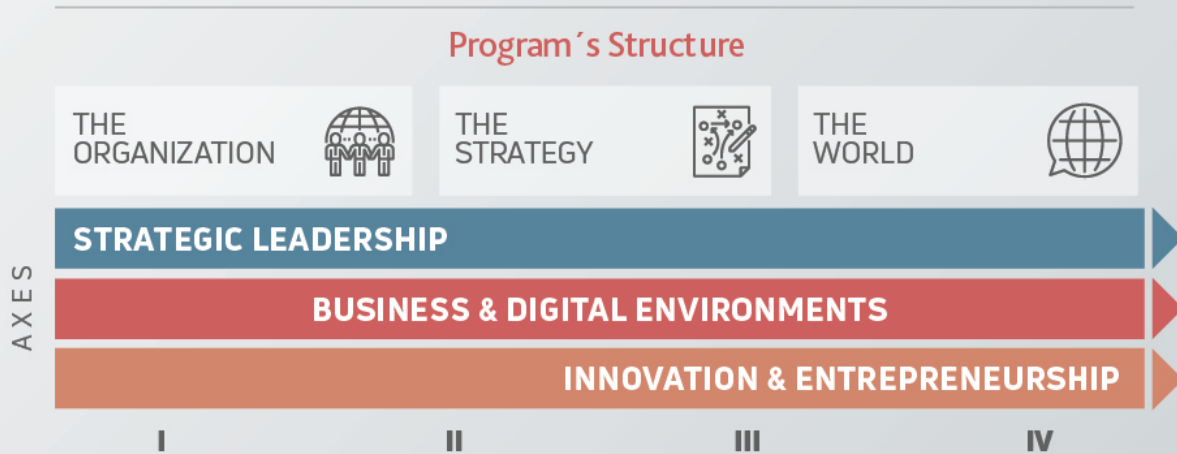 Program´s Structure
THE
ORGANIZATION
THE
STRATEGY
THE
WORLD
AXES
STRATEGIC LEADERSHIP
BUSINESS & DIGITAL ENVIRONMENTS
INNOVATION & ENTREPRENEURSHIP
I II III IV